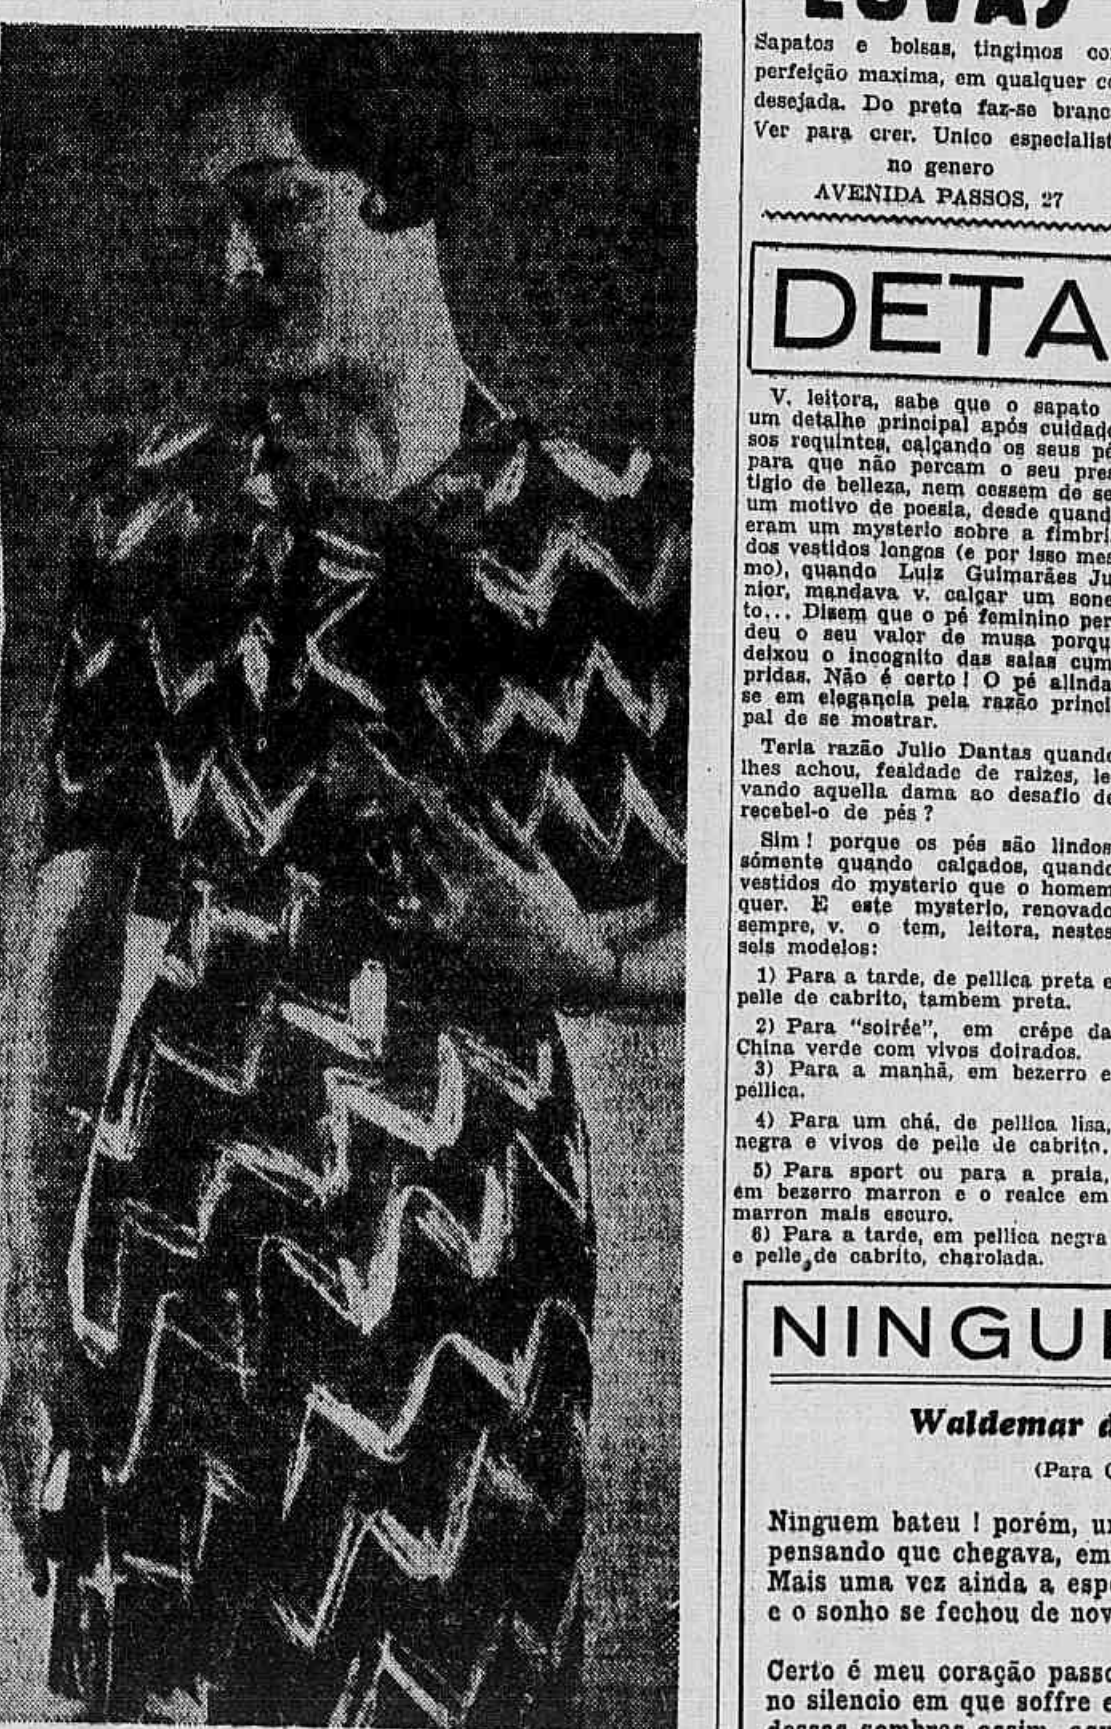 LUVAS
Sapatos e bolsas, tingimos co
perfeição maxima, em qualquer c
desejada. Do preto faz-se branc
Ver para crer. Unico especialist
no genero
AVENIDA PASSOS, 27
DETA
V. leitora, sabe que o sapato
um detalhe principal após cuidado
sos requintes, calçando os seus pé
para que não percam o seu pres
tigio de belleza, nem cessem de se
um motivo de poesia, desde quand
eram um mysterio sobre a fimbri
dos vestidos longos (e por isso mes
mo), quando Luiz Guimarães Ju
nior, mandava v. calçar um sone
to... Dizem que o pé feminino per
deu o seu valor de musa porqu
deixou o incognito das saias cum
pridas. Não é certo! O pé alinda
se em elegancia pela razão princi
pal de se mostrar.
Teria razão Julio Dantas quando
lhes achou, fealdade de raizes, le
vando aquella dama ao desafio de
recebel-o de pés?
Sim! porque os pés são lindos
sómente quando calçados, quando
vestidos do mysterio que o homem
quer. E este mysterio, renovado
sempre, v. o tem, leitora, nestes
seis modelos:
1) Para a tarde, de pellica preta e
pelle de cabrito, tambem preta.
2) Para "soirée", em crépe da
China verde com vivos doirados.
3) Para a manhã, em bezerro e
pellica.
4) Para um chá, de pellica lisa,
negra e vivos de pelle de cabrito.
5) Para sport ou para a praia,
em bezerro marron e o realce em
marron mais escuro.
6) Para a tarde, em pellica negra
e pelle de cabrito, charolada.
NINGUE
Waldemar d
(Para
Ninguem bateu! porém, u
pensando que chegava, em
Mais uma vez ainda a esp
e o sonho se fechou de nov
Certo é meu coração passo
no silencio em que soffre e